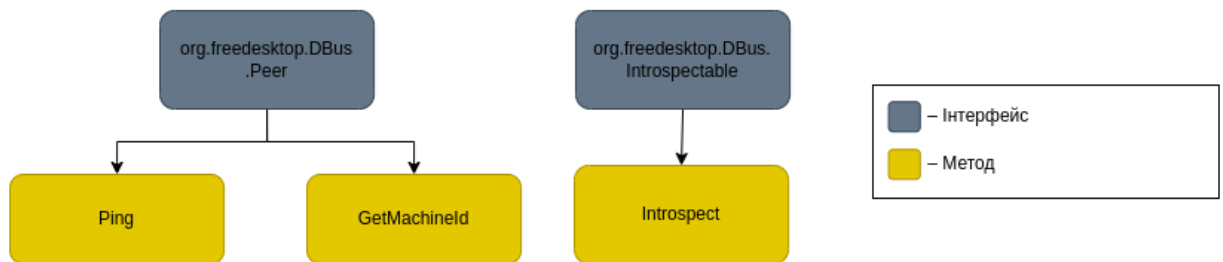 org.freedesktop.DBus
.Peer
org.freedesktop.DBus.
Introspectable
– Інтерфейс
– Метод
Ping
GetMachineId
Introspect